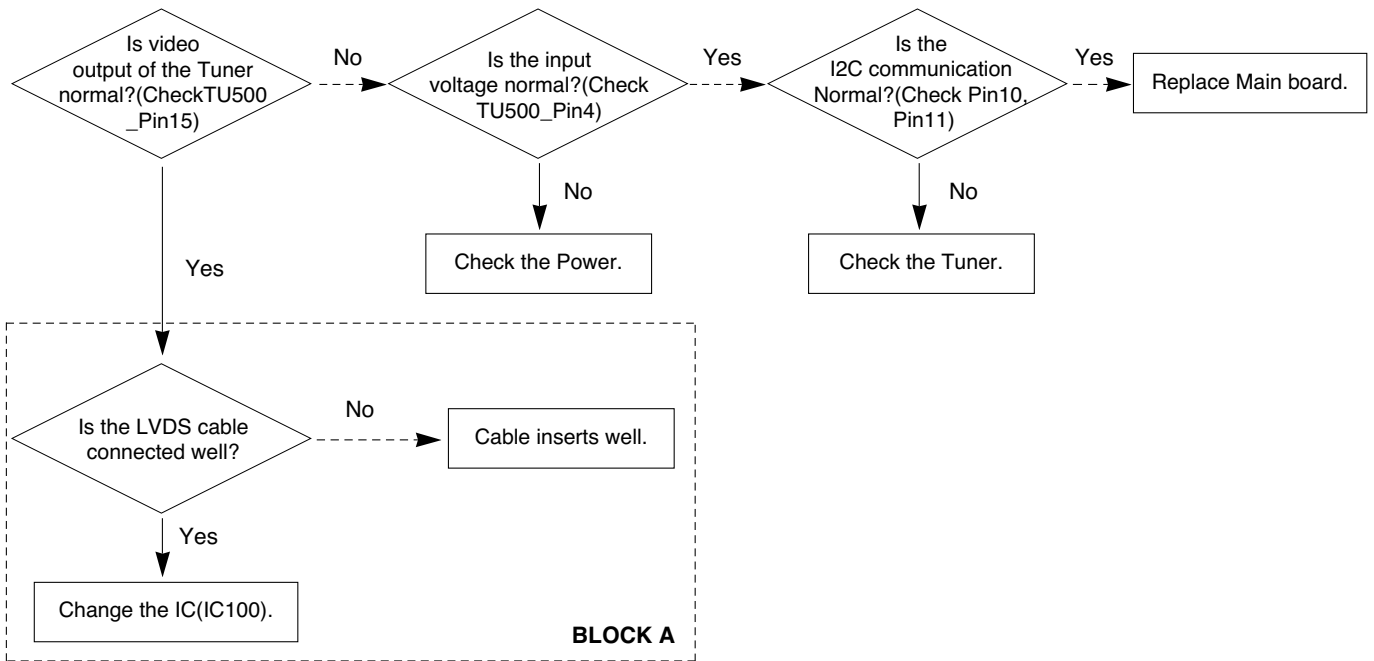 Is video
output of the Tuner
normal?(CheckTU500
_Pin15)
No
Is the input
voltage normal?(Check
TU500_Pin4)
Yes
Is the
I2C communication
Normal?(Check Pin10,
Pin11)
Yes
Replace Main board.
No
Check the Power.
No
Check the Tuner.
Yes
Is the LVDS cable
connected well?
No
Cable inserts well.
Yes
Change the IC(IC100).
BLOCK A